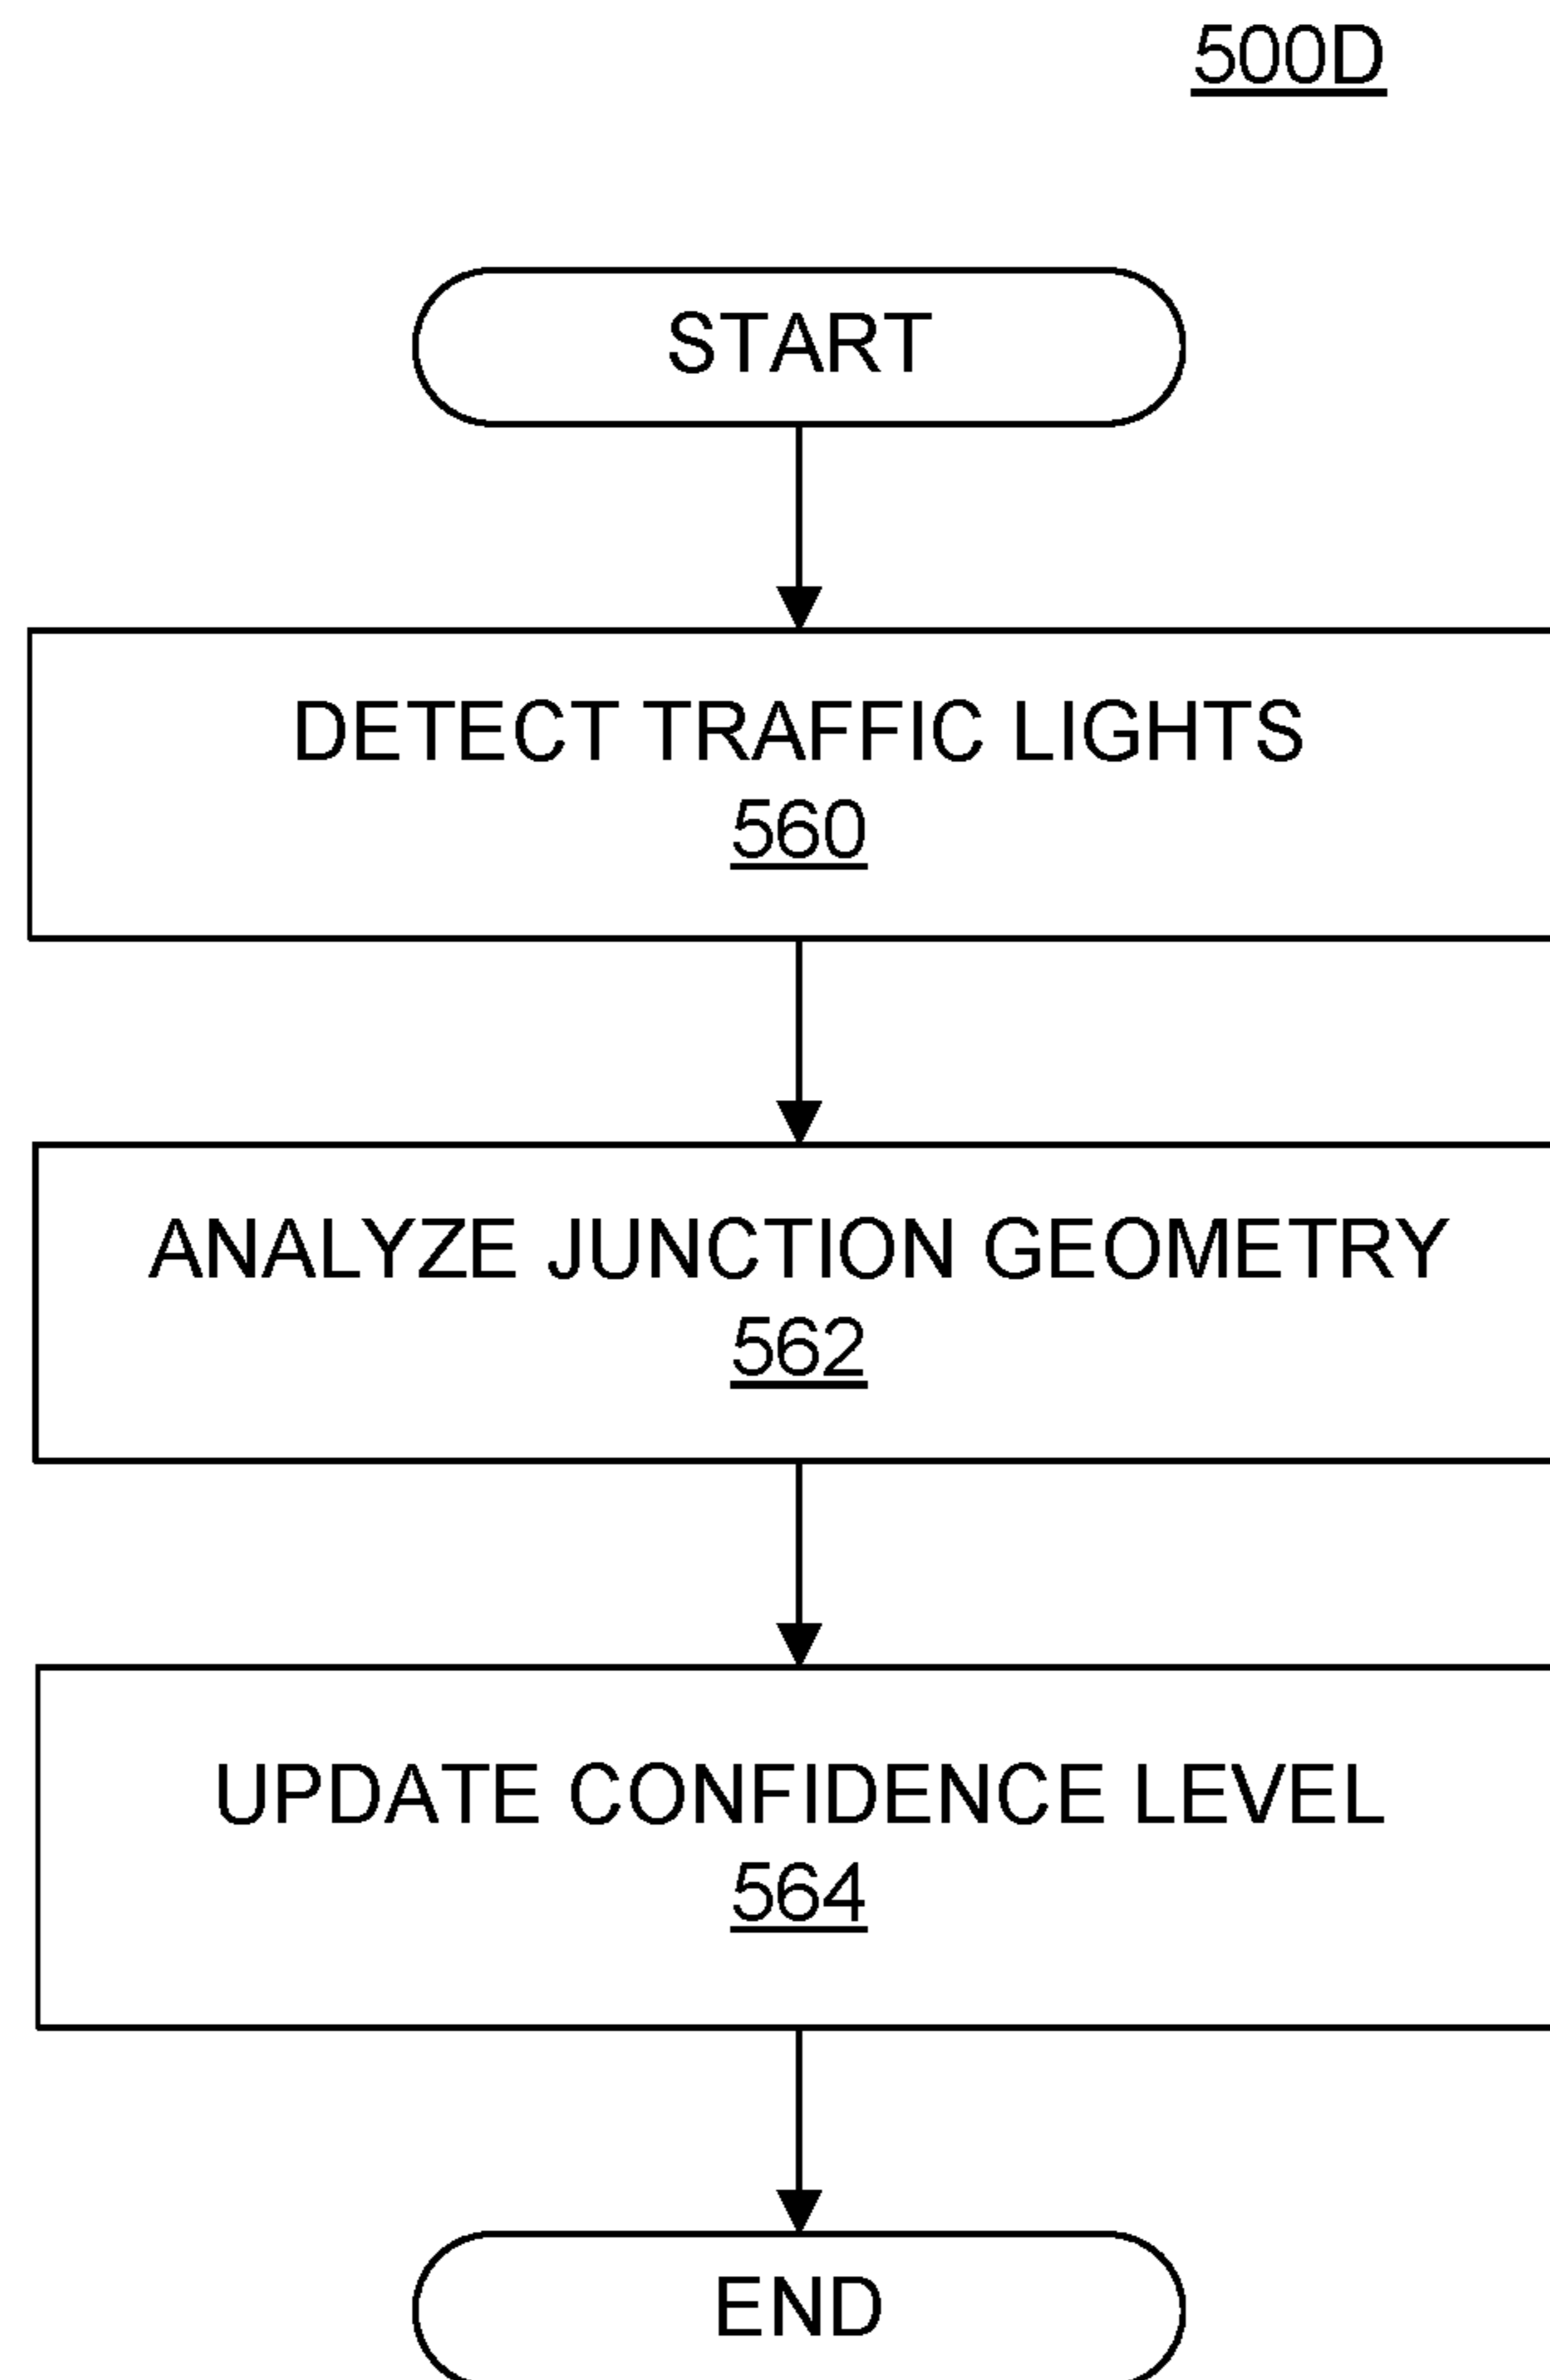 500D
START
DETECT TRAFFIC LIGHTS
560
ANALYZE JUNCTION GEOMETRY
562
UPDATE CONFIDENCE LEVEL
564
END